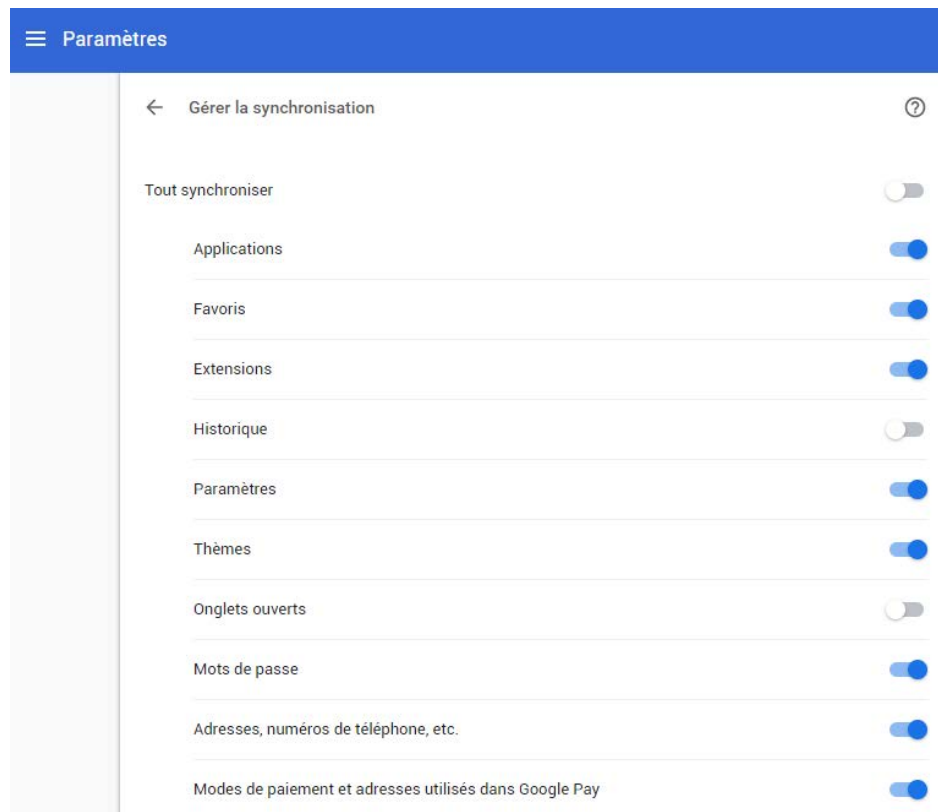 Paramètres
Gérer la synchronisation
Tout synchroniser
Applications
Favoris
Extensions
Historique
Paramètres
Thèmes
Onglets ouverts
Mots de passe
Adresses, numéros de téléphone, etc.
Modes de paiement et adresses utilisés dans Google Pay